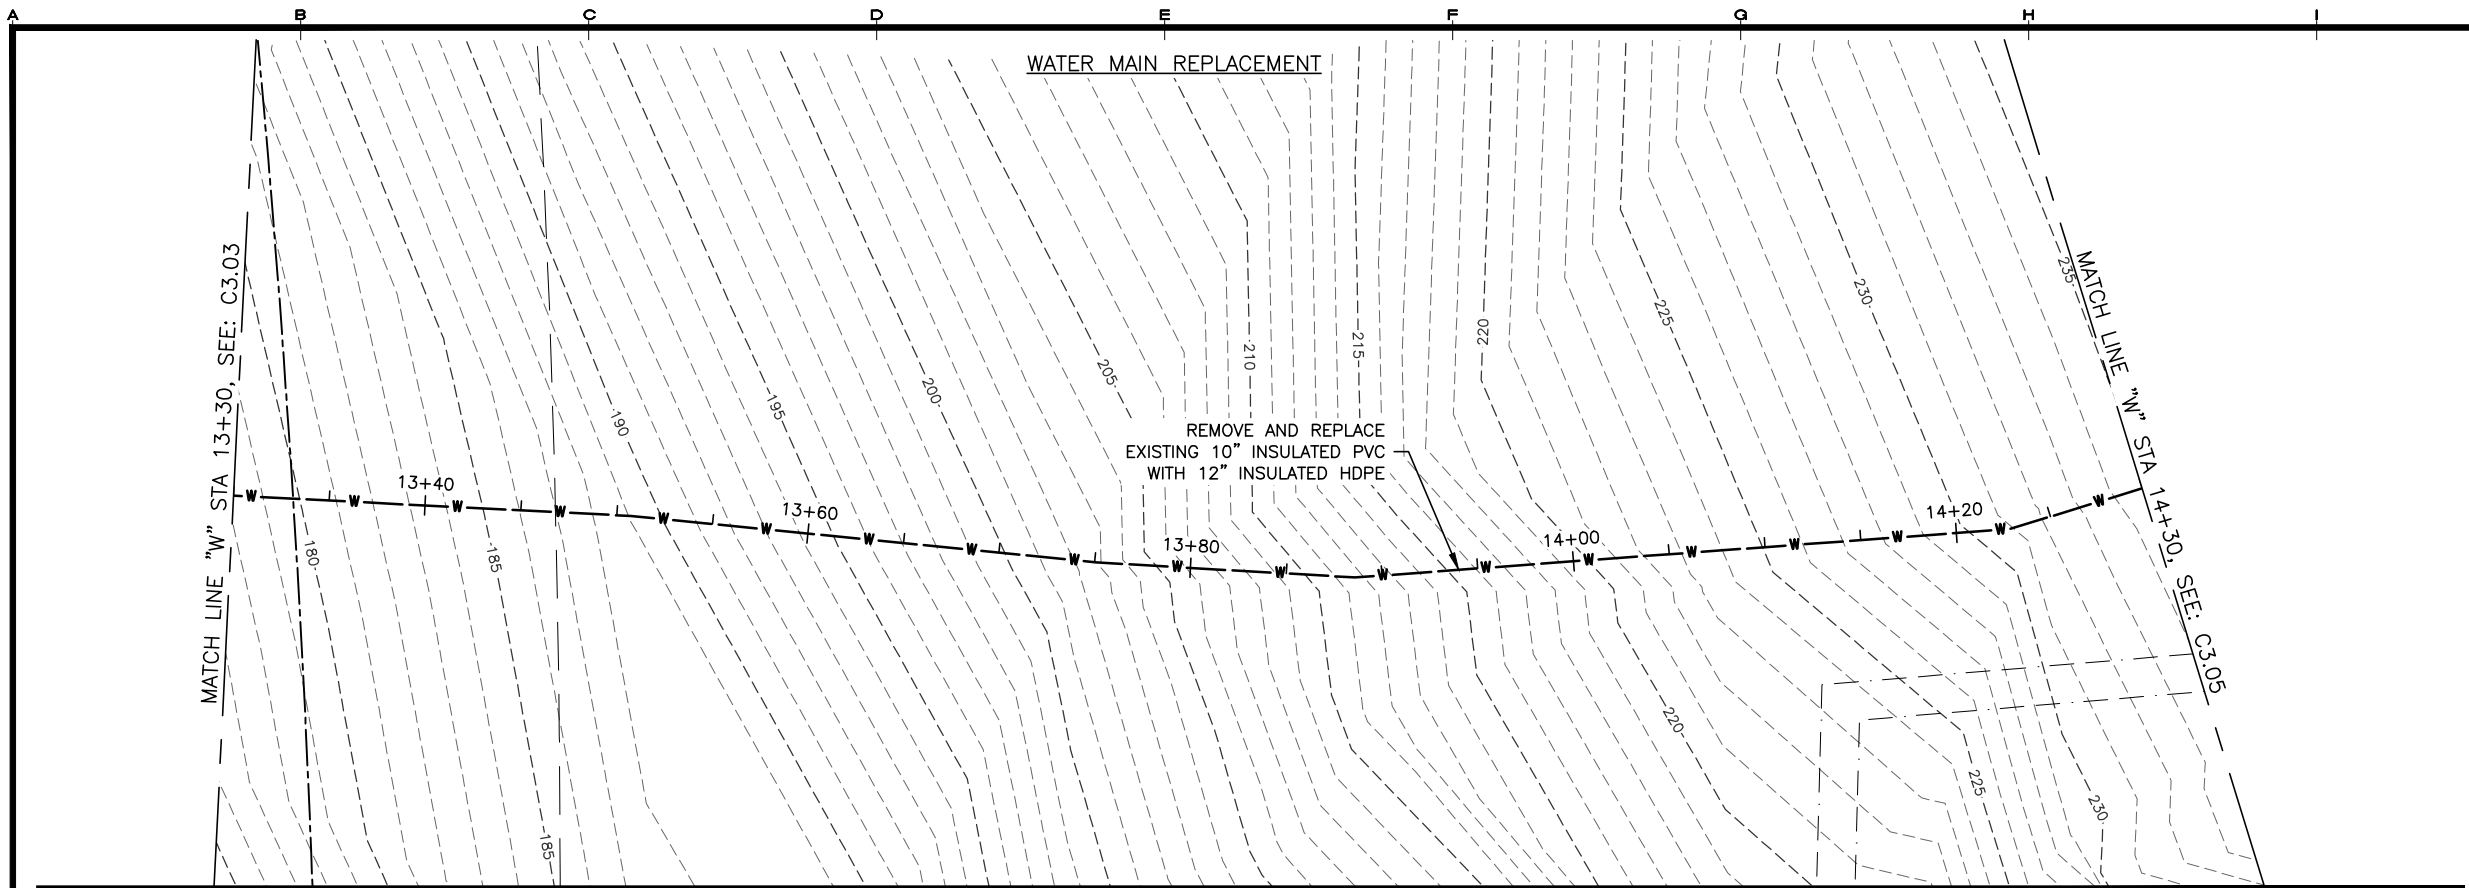 A B C D E F G H I
WATER MAIN REPLACEMENT
MATCH LINE "W" STA 13+30, SEE: C3.03
MATCH LINE "W" STA 14+30, SEE: C3.05
235
230
225
220
215
210
205
200
195
190
REMOVE AND REPLACE
EXISTING 10" INSULATED PVC
WITH 12" INSULATED HDPE
13+40
13+60
13+80
14+00
14+20
W W W W W W W W W W W W W W W W W W W
180
185
220
225
230
185